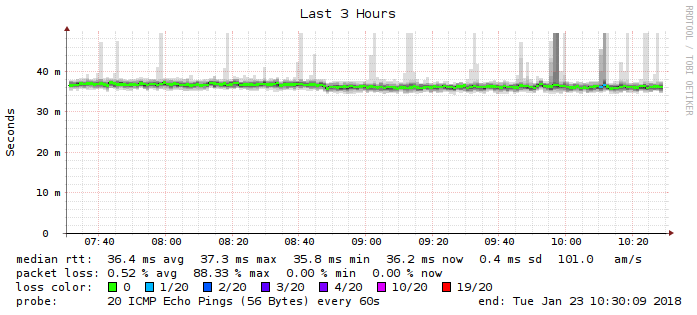 Last 3 Hours
RRDTOOL / TOBI OETIKER
Seconds
40 m
30 m
20 m
10 m
0
07:40 08:00 08:20 08:40 09:00 09:20 09:40 10:00 10:20
median rtt: 36.4 ms avg 37.3 ms max 35.8 ms min 36.2 ms now 0.4 ms sd 101.0 am/s
packet loss: 0.52 % avg 88.33 % max 0.00 % min 0.00 % now
loss color: 0 1/20 2/20 3/20 4/20 10/20 19/20
probe: 20 ICMP Echo Pings (56 Bytes) every 60s end: Tue Jan 23 10:30:09 2018